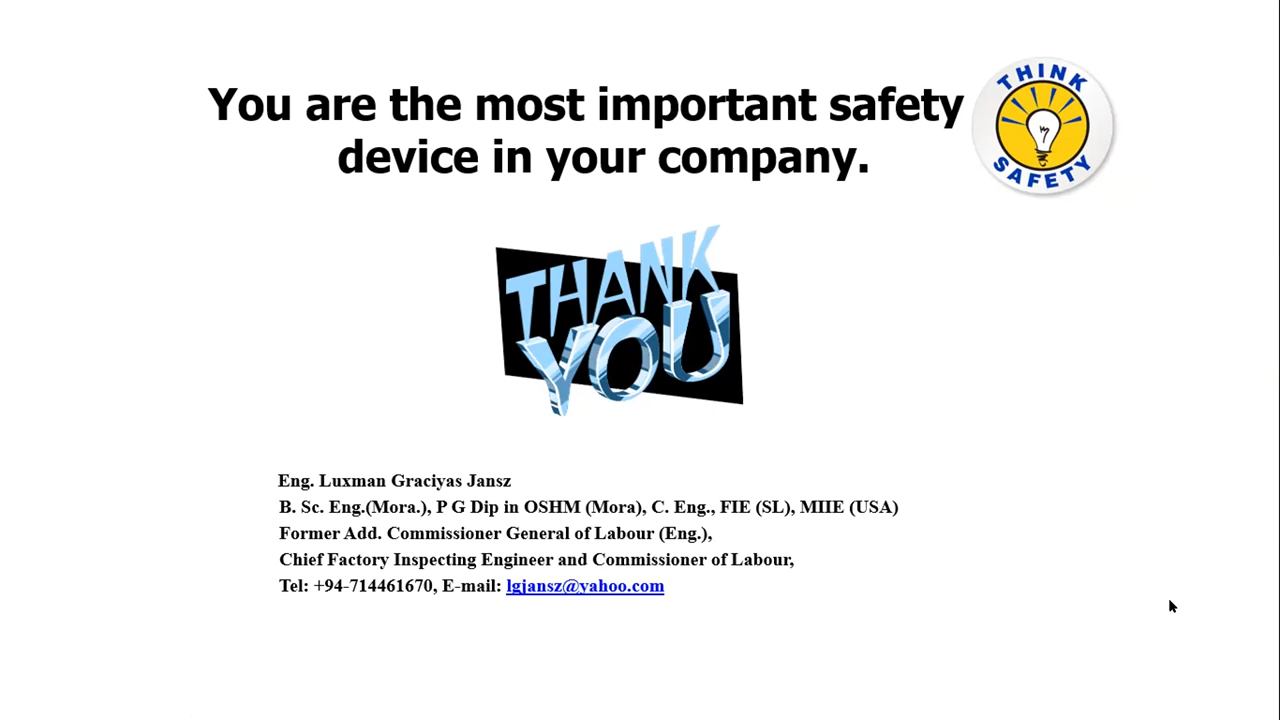 You are the most important safety
device in your company.
THINK
SAFETY
THANK
YOU
Eng. Luxman Graciyas Jansz
B. Sc. Eng.(Mora.), P G Dip in OSHM (Mora), C. Eng., FIE (SL), MIIE (USA)
Former Add. Commissioner General of Labour (Eng.),
Chief Factory Inspecting Engineer and Commissioner of Labour,
Tel: +94-714461670, E-mail: lgjansz@yahoo.com